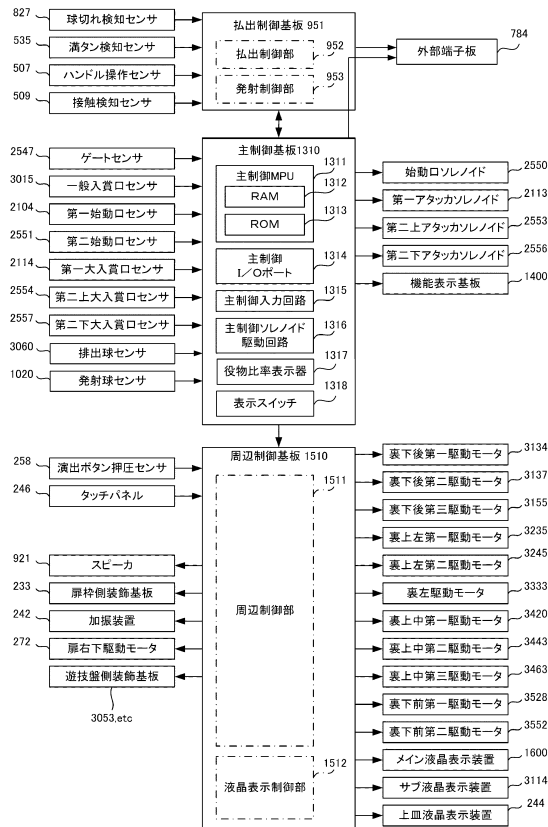 827 球切れ検知センサ
535 満タン検知センサ
507 ハンドル操作センサ
509 接触検知センサ
払出制御基板 951
払出制御部 952
発射制御部 953
外部端子板 784
2547 ゲートセンサ
3015 一般入賞口センサ
2104 第一始動口センサ
2551 第二始動口センサ
2114 第一大入賞口センサ
2554 第二上大入賞口センサ
2557 第二下大入賞口センサ
3060 排出球センサ
1020 発射球センサ
主制御基板1310
主制御MPU 1311
RAM 1312
ROM 1313
主制御
I/Oポート 1314
主制御入力回路 1315
主制御ソレノイド
駆動回路 1316
役物比率表示器 1317
表示スイッチ 1318
始動口ソレノイド 2550
第一アタッカソレノイド 2113
第二上アタッカソレノイド 2553
第二下アタッカソレノイド 2556
機能表示基板 1400
258 演出ボタン押圧センサ
246 タッチパネル
921 スピーカ
233 扉枠側装飾基板
242 加振装置
272 扉右下駆動モータ
遊技盤側装飾基板
3053,etc
周辺制御基板 1510
1511
周辺制御部
1512
液晶表示制御部
裏下後第一駆動モータ 3134
裏下後第二駆動モータ 3137
裏下後第三駆動モータ 3155
裏上左第一駆動モータ 3235
裏上左第二駆動モータ 3245
裏左駆動モータ 3333
裏上中第一駆動モータ 3420
裏上中第二駆動モータ 3443
裏上中第三駆動モータ 3463
裏下前第一駆動モータ 3528
裏下前第二駆動モータ 3552
メイン液晶表示装置 1600
サブ液晶表示装置 3114
上皿液晶表示装置 244